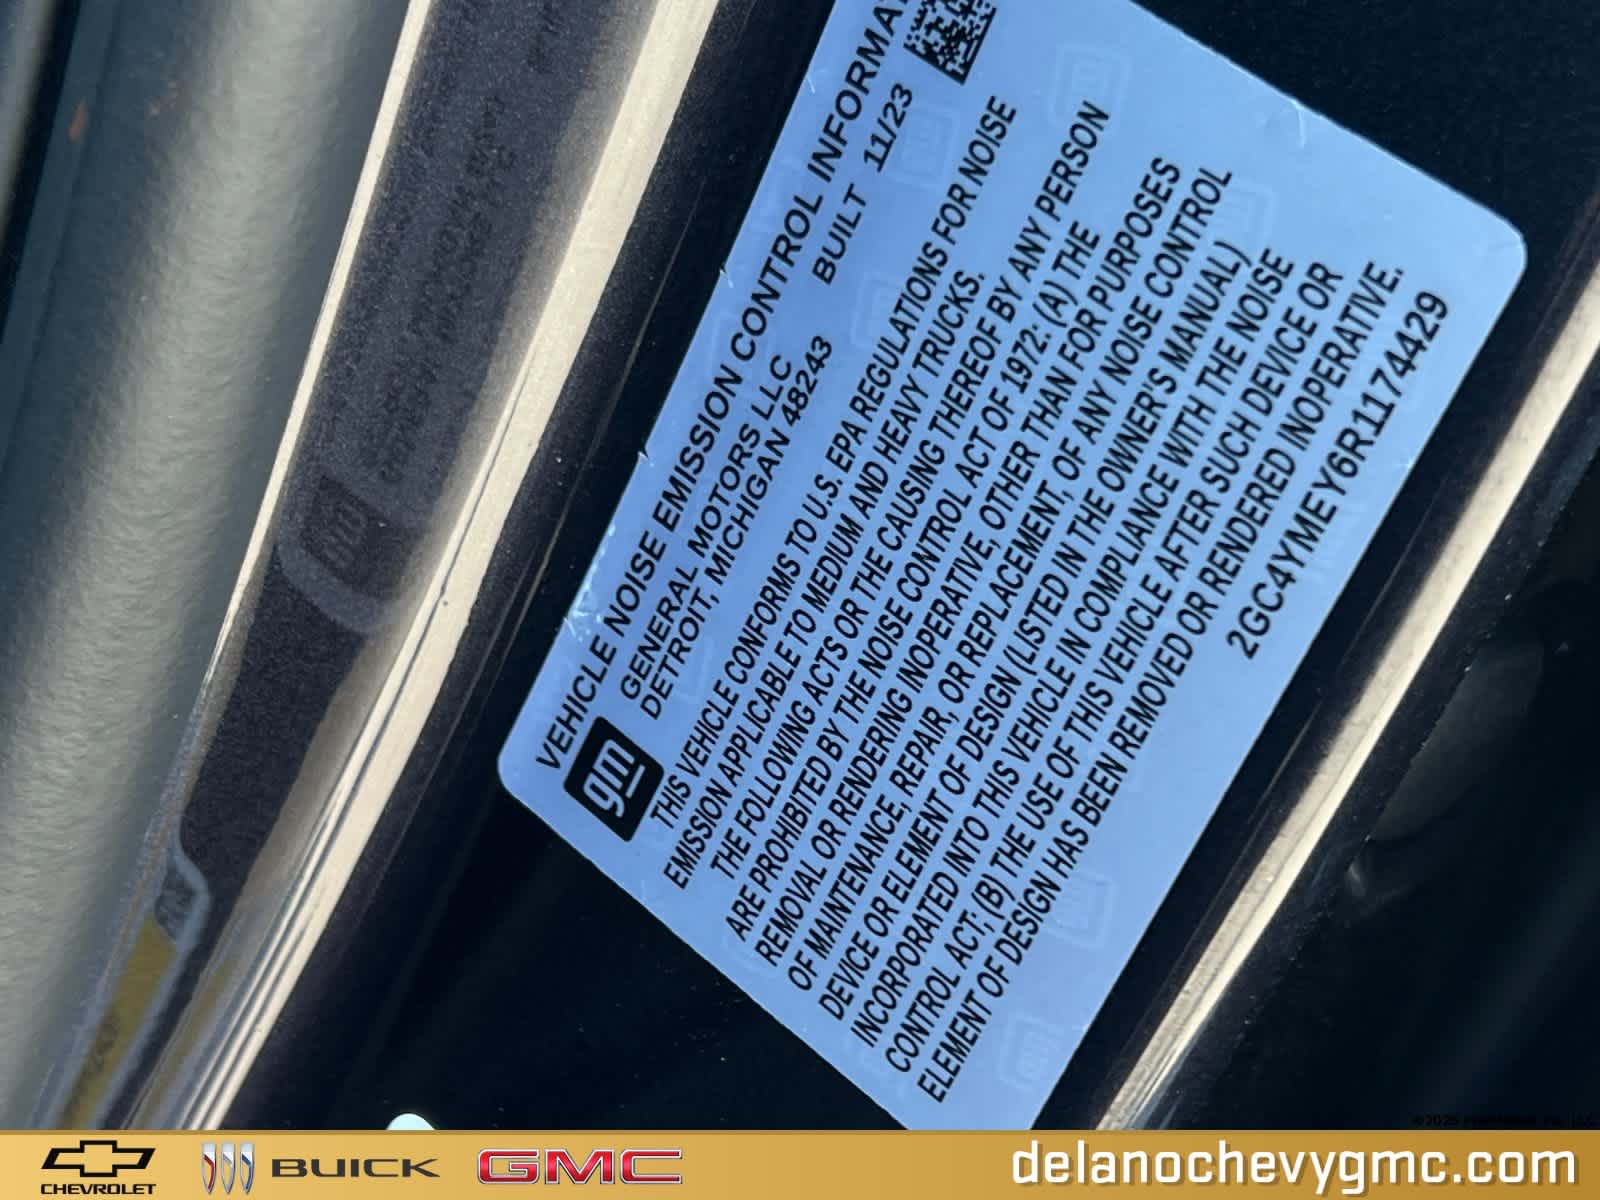 VEHICLE NOISE EMISSION CONTROL INFORMAT
GENERAL MOTORS LLC
DETROIT, MICHIGAN 48243
BUILT 11/23
gm
THIS VEHICLE CONFORMS TO U.S. EPA REGULATIONS FOR NOISE
EMISSION APPLICABLE TO MEDIUM AND HEAVY TRUCKS.
THE FOLLOWING ACTS OR THE CAUSING THEREOF BY ANY PERSON
ARE PROHIBITED BY THE NOISE CONTROL ACT OF 1972: (A) THE
REMOVAL OR RENDERING INOPERATIVE, OTHER THAN FOR PURPOSES
OF MAINTENANCE, REPAIR, OR REPLACEMENT, OF ANY NOISE CONTROL
DEVICE OR ELEMENT OF DESIGN (LISTED IN THE OWNER'S MANUAL)
INCORPORATED INTO THIS VEHICLE IN COMPLIANCE WITH THE NOISE
CONTROL ACT; (B) THE USE OF THIS VEHICLE AFTER SUCH DEVICE OR
ELEMENT OF DESIGN HAS BEEN REMOVED OR RENDERED INOPERATIVE.
2GC4YMEY6R1174429
CHEVROLET
BUICK
GMC
delanochevygmc.com